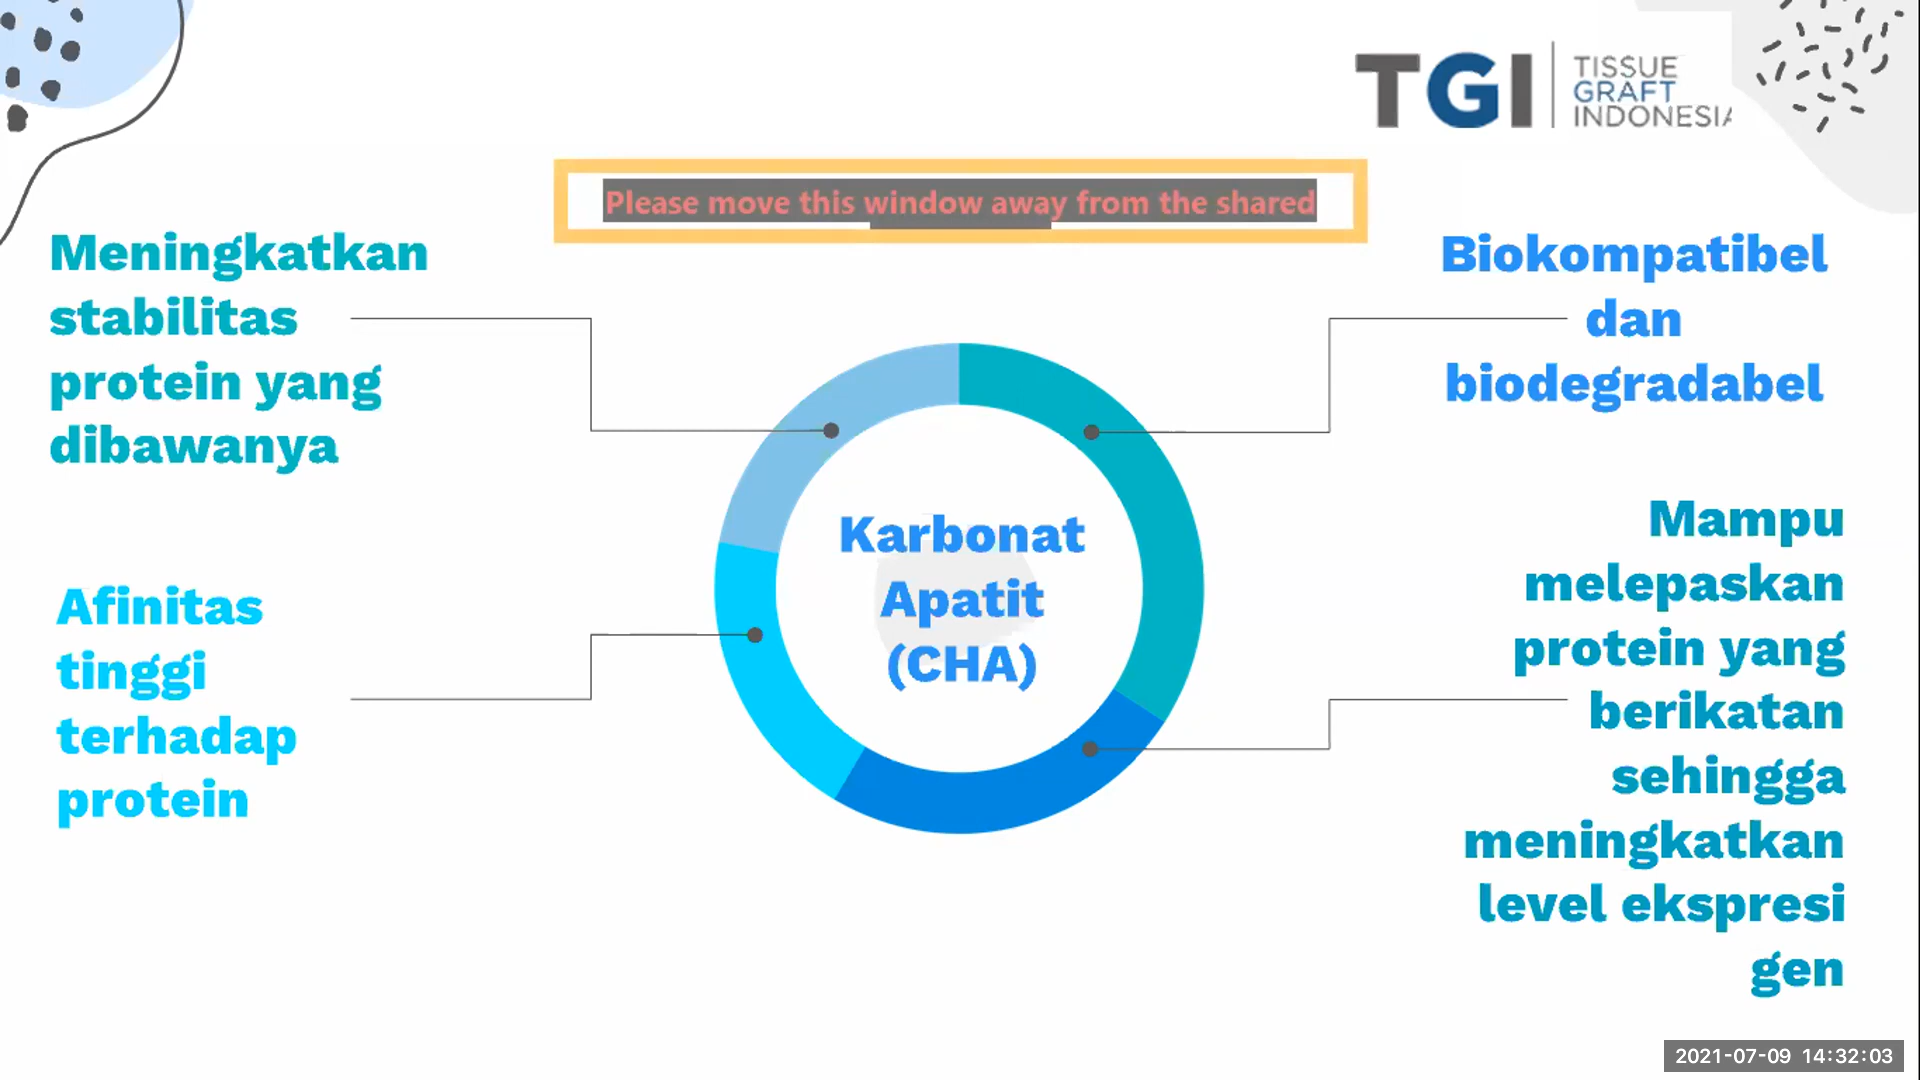 TGI
TISSUE
GRAFT
INDONESIA
Please move this window away from the shared
Meningkatkan
stabilitas
protein yang
dibawanya
Biokompatibel
dan
biodegradabel
Karbonat
Apatit
(CHA)
Afinitas
tinggi
terhadap
protein
Mampu
melepaskan
protein yang
berikatan
sehingga
meningkatkan
level ekspresi
gen
2021-07-09 14:32:03